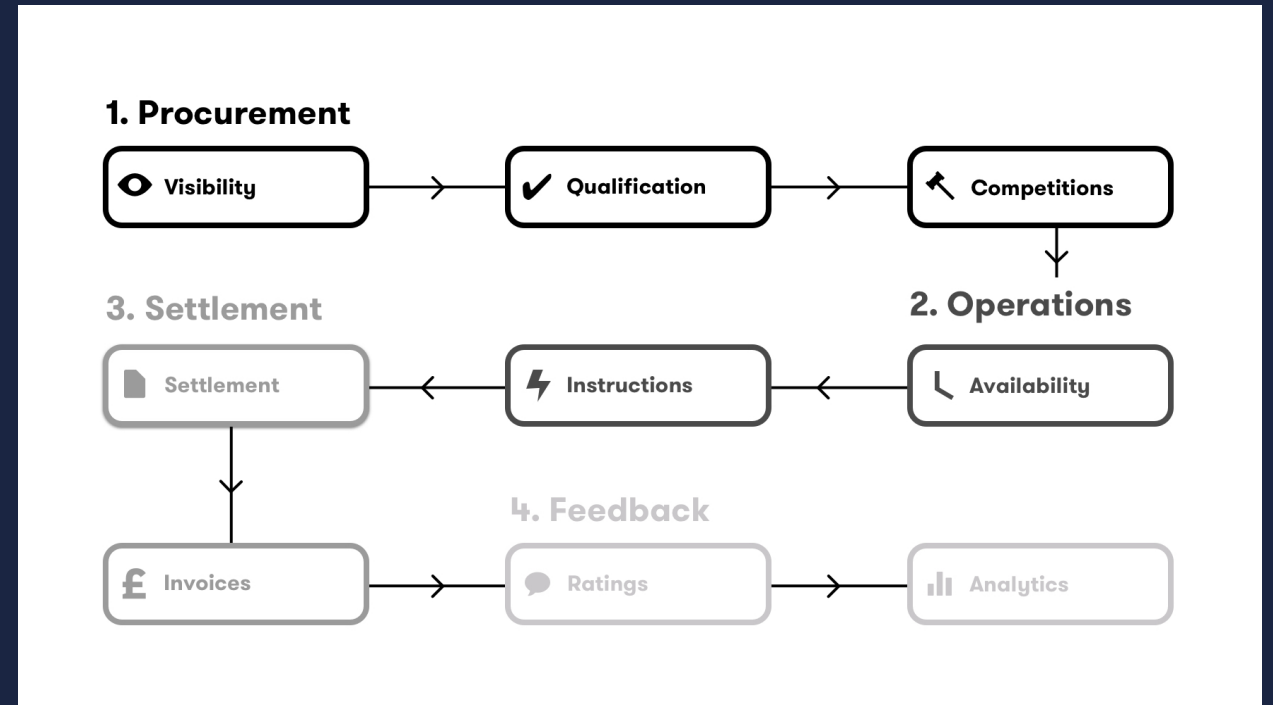 1. Procurement
Visibility
Qualification
Competitions
3. Settlement
2. Operations
Settlement
Instructions
Availability
4. Feedback
£ Invoices
Ratings
Analytics